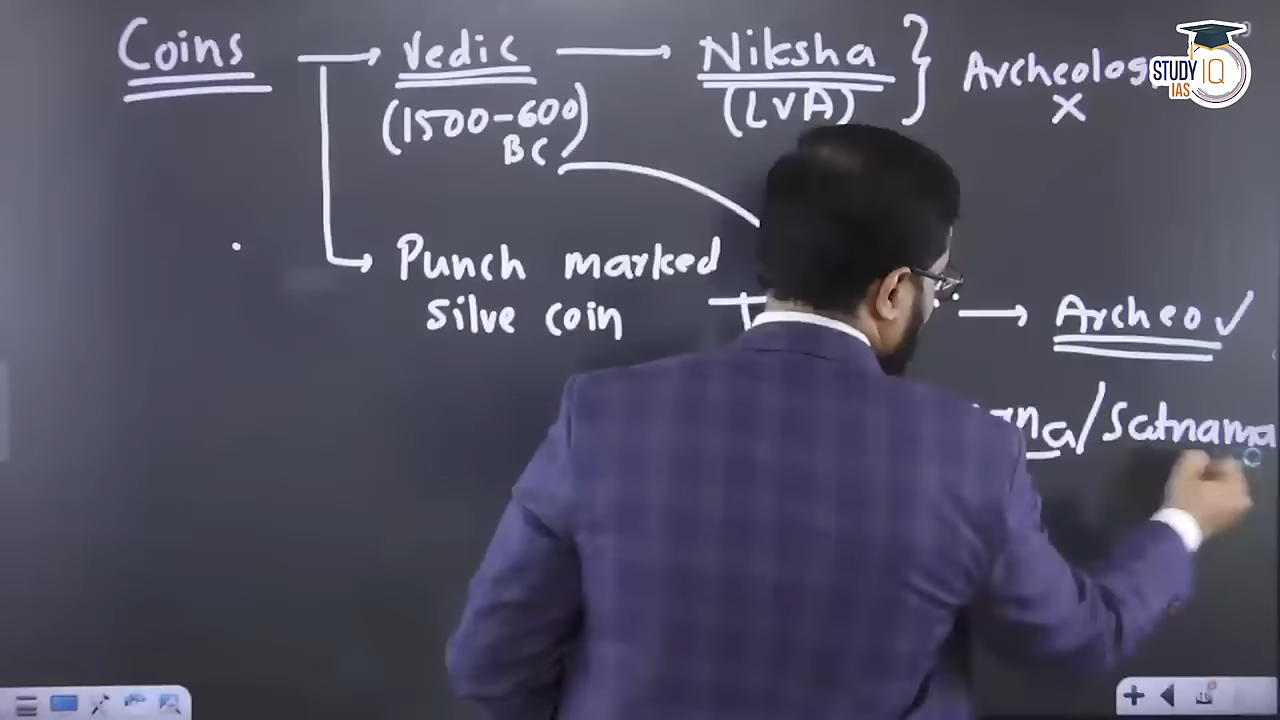 Coins → Vedic → Niksha } Archeolog
(1500-600) (LVA) X
BC
STUDY IQ
IAS
Punch marked
silve coin → Archeo ✓
/Satnama